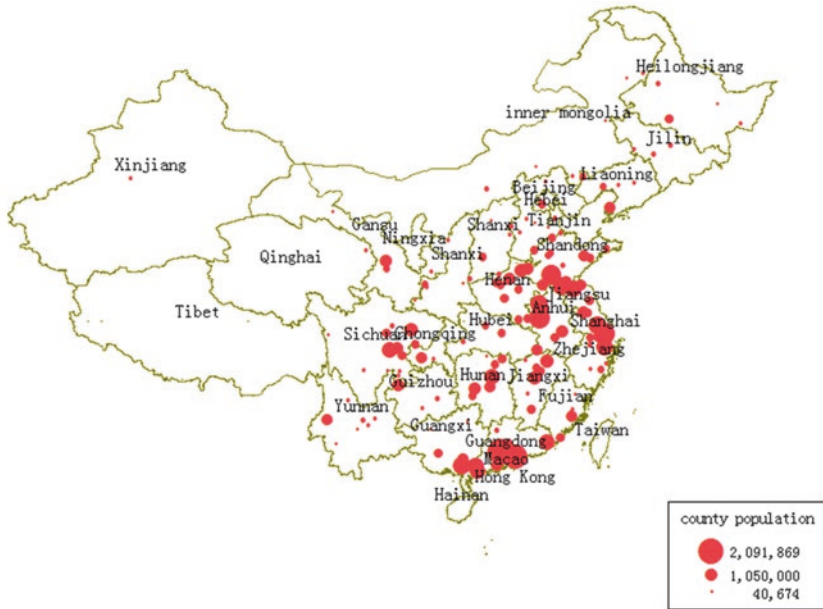 Heilongjiang
inner mongolia
Jilin
Xinjiang
Liaoning
Beijing
Hebei
Tianjin
Gansu
Ningxia
Shanxi
Shanxi
Shandong
Qinghai
Henan
Jiangsu
Tibet
Anhui
Hubei
Shanghai
Sichuan
Chongqing
Zhejiang
Hunan
Jiangxi
Guizhou
Fujian
Yunnan
Guangxi
Taiwan
Guangdong
Macao
Hong Kong
Hainan
county population
2,091,869
1,050,000
40,674